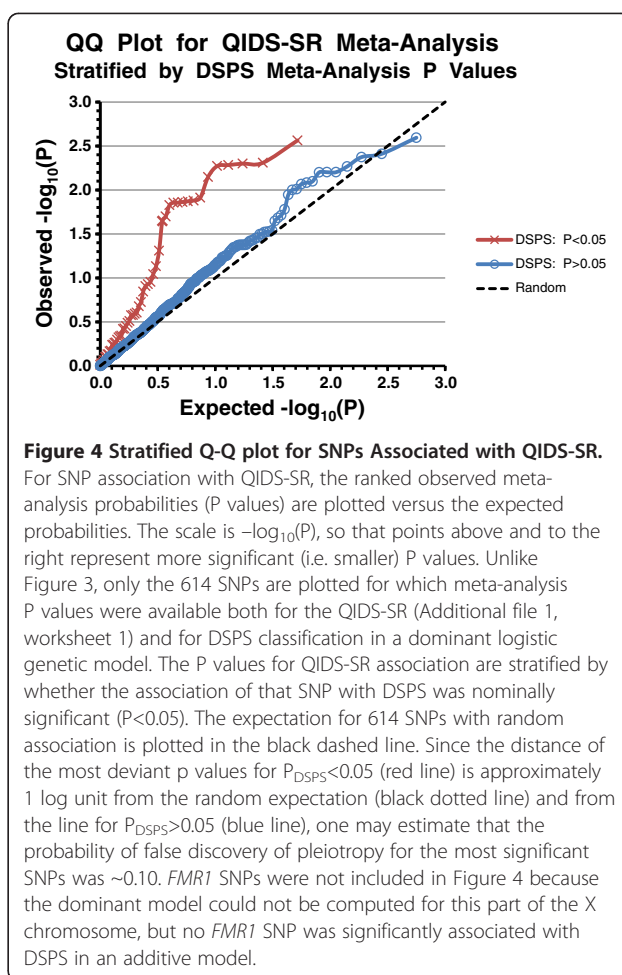 QQ Plot for QIDS-SR Meta-Analysis
Stratified by DSPS Meta-Analysis P Values
3.0
2.5
2.0
1.5
1.0
0.5
0.0
Observed -log10(P)
0.0 0.5 1.0 1.5 2.0 2.5 3.0
Expected -log10(P)
DSPS: P<0.05
DSPS: P>0.05
Random
Figure 4 Stratified Q-Q plot for SNPs Associated with QIDS-SR.
For SNP association with QIDS-SR, the ranked observed meta-
analysis probabilities (P values) are plotted versus the expected
probabilities. The scale is –log10(P), so that points above and to the
right represent more significant (i.e. smaller) P values. Unlike
Figure 3, only the 614 SNPs are plotted for which meta-analysis
P values were available both for the QIDS-SR (Additional file 1,
worksheet 1) and for DSPS classification in a dominant logistic
genetic model. The P values for QIDS-SR association are stratified by
whether the association of that SNP with DSPS was nominally
significant (P<0.05). The expectation for 614 SNPs with random
association is plotted in the black dashed line. Since the distance of
the most deviant p values for PDSPS<0.05 (red line) is approximately
1 log unit from the random expectation (black dotted line) and from
the line for PDSPS>0.05 (blue line), one may estimate that the
probability of false discovery of pleiotropy for the most significant
SNPs was ~0.10. FMR1 SNPs were not included in Figure 4 because
the dominant model could not be computed for this part of the X
chromosome, but no FMR1 SNP was significantly associated with
DSPS in an additive model.